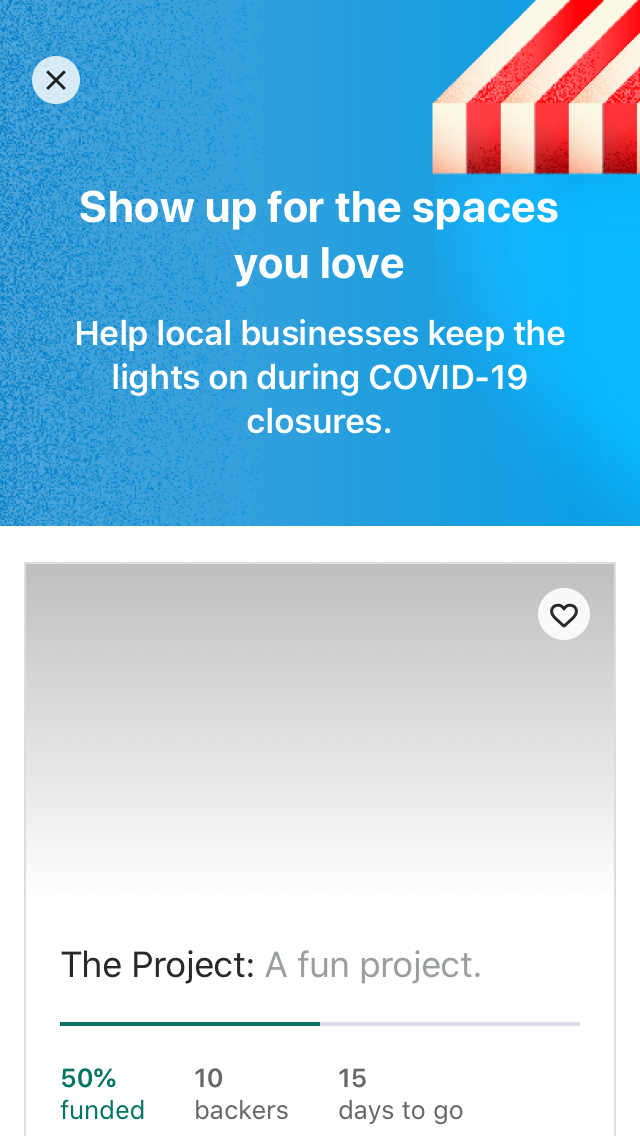 Show up for the spaces
you love
Help local businesses keep the
lights on during COVID-19
closures.
The Project: A fun project.
50% 10 15
funded backers days to go